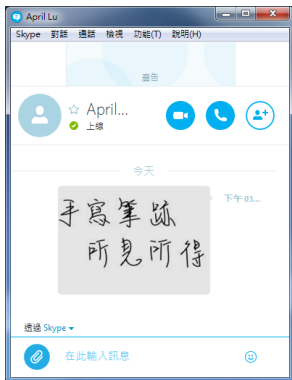 April Lu
Skype 對話 通話 檢視 功能(T) 說明(H)
廣告
April...
上線
今天
下午 03...
手寫筆跡
所見所得
透過 Skype
在此輸入訊息